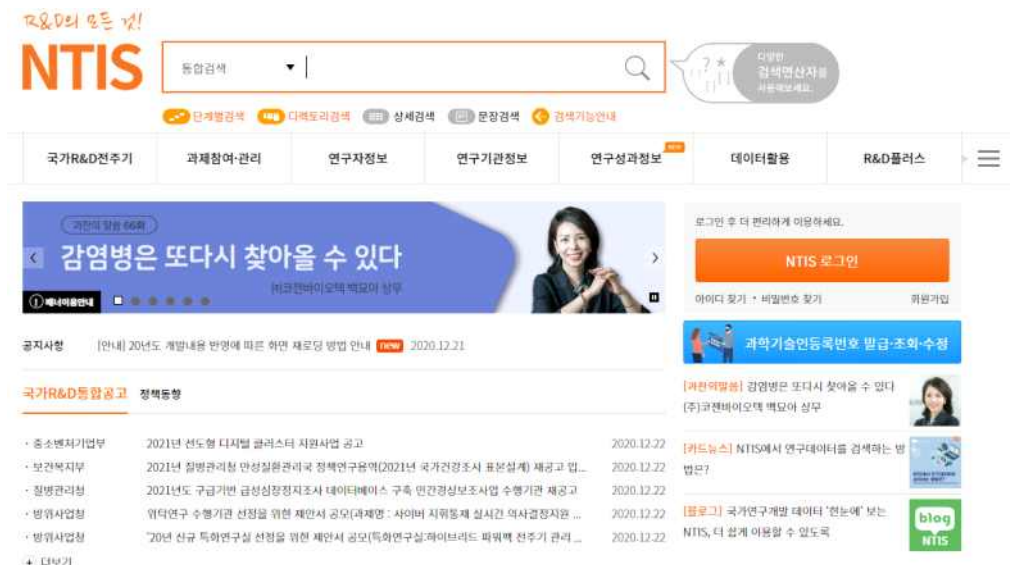 R&D의 모든 것!
NTIS
통합검색
다양한
검색연산자를
사용해보세요.
단계별검색 디렉토리검색 상세검색 문장검색 검색기능안내
국가R&D전주기 과제참여·관리 연구자정보 연구기관정보 연구성과정보 NEW 데이터활용 R&D플러스
과찬의 말씀 66화
감염병은 또다시 찾아올 수 있다
㈜코젠바이오텍 백묘아 상무
배너이용안내
로그인 후 더 편리하게 이용하세요.
NTIS 로그인
아이디 찾기 • 비밀번호 찾기 회원가입
공지사항 [안내] 20년도 개발내용 반영에 따른 화면 재로딩 방법 안내 new 2020.12.21
과학기술인등록번호 발급·조회·수정
국가R&D통합공고 정책동향
· 중소벤처기업부 2021년 선도형 디지털 클러스터 지원사업 공고 2020.12.22
· 보건복지부 2021년 질병관리청 만성질환관리국 정책연구용역(2021년 국가건강조사 표본설계) 재공고 입... 2020.12.22
· 질병관리청 2021년도 구급기반 급성심장정지조사 데이터베이스 구축 민간경상보조사업 수행기관 재공고 2020.12.22
· 방위사업청 위탁연구 수행기관 선정을 위한 제안서 공모(과제명 : 사이버 지휘통제 실시간 의사결정지원 ... 2020.12.22
· 방위사업청 '20년 신규 특화연구실 선정을 위한 제안서 공모(특화연구실:하이브리드 파워팩 전주기 관리 ... 2020.12.22
+ 더보기
[과찬의말씀] 감염병은 또다시 찾아올 수 있다
(주)코젠바이오텍 백묘아 상무
[카드뉴스] NTIS에서 연구데이터를 검색하는 방
법은?
[블로그] 국가연구개발 데이터 '한눈에' 보는
NTIS, 더 쉽게 이용할 수 있도록
blog
NTIS